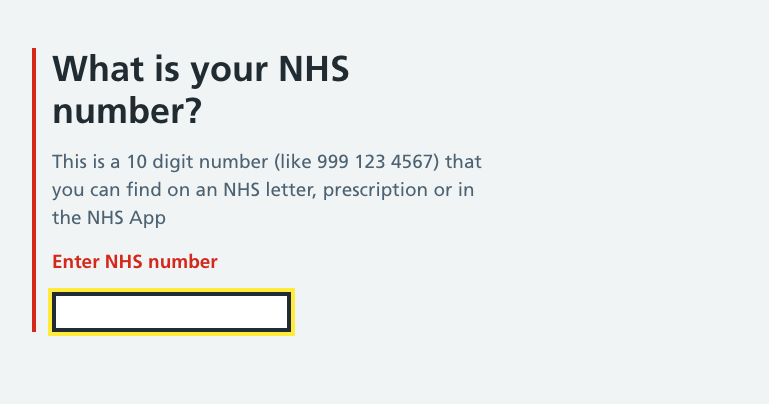 What is your NHS
number?
This is a 10 digit number (like 999 123 4567) that
you can find on an NHS letter, prescription or in
the NHS App
Enter NHS number